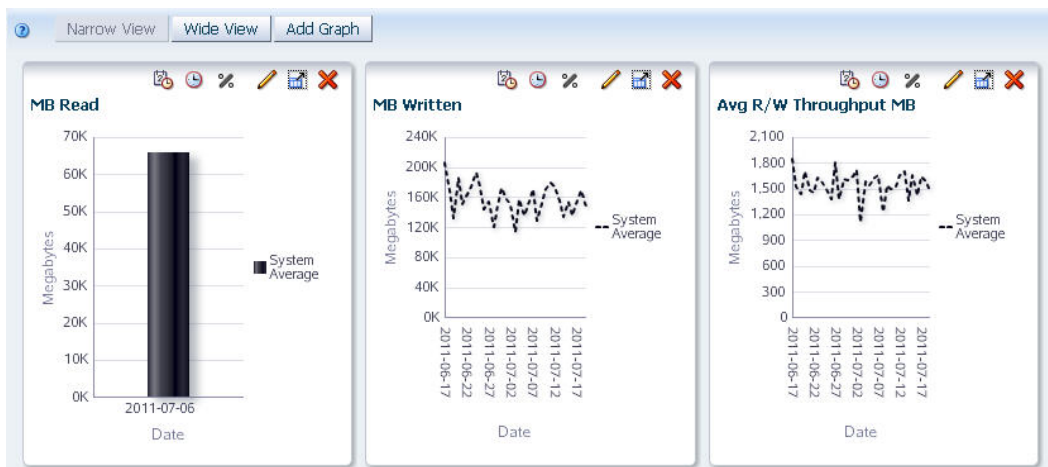 Narrow View
Wide View
Add Graph
MB Read
70K
60K
50K
40K
30K
20K
10K
0K
Megabytes
2011-07-06
Date
System
Average
MB Written
240K
200K
160K
120K
80K
40K
0K
Megabytes
2011-06-17
2011-06-22
2011-06-27
2011-07-02
2011-07-07
2011-07-12
2011-07-17
Date
System
Average
Avg R/W Throughput MB
2,100
1,800
1,500
1,200
900
600
300
0
Megabytes
2011-06-17
2011-06-22
2011-06-27
2011-07-02
2011-07-07
2011-07-12
2011-07-17
Date
System
Average